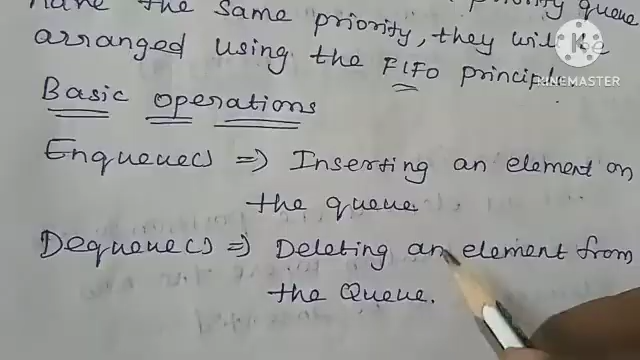 have the same priority, they will be
arranged using the FIFO principle
KINEMASTER
Basic operations
Enqueue() => Inserting an element on
the queue
Dequeue() => Deleting an element from
the Queue.